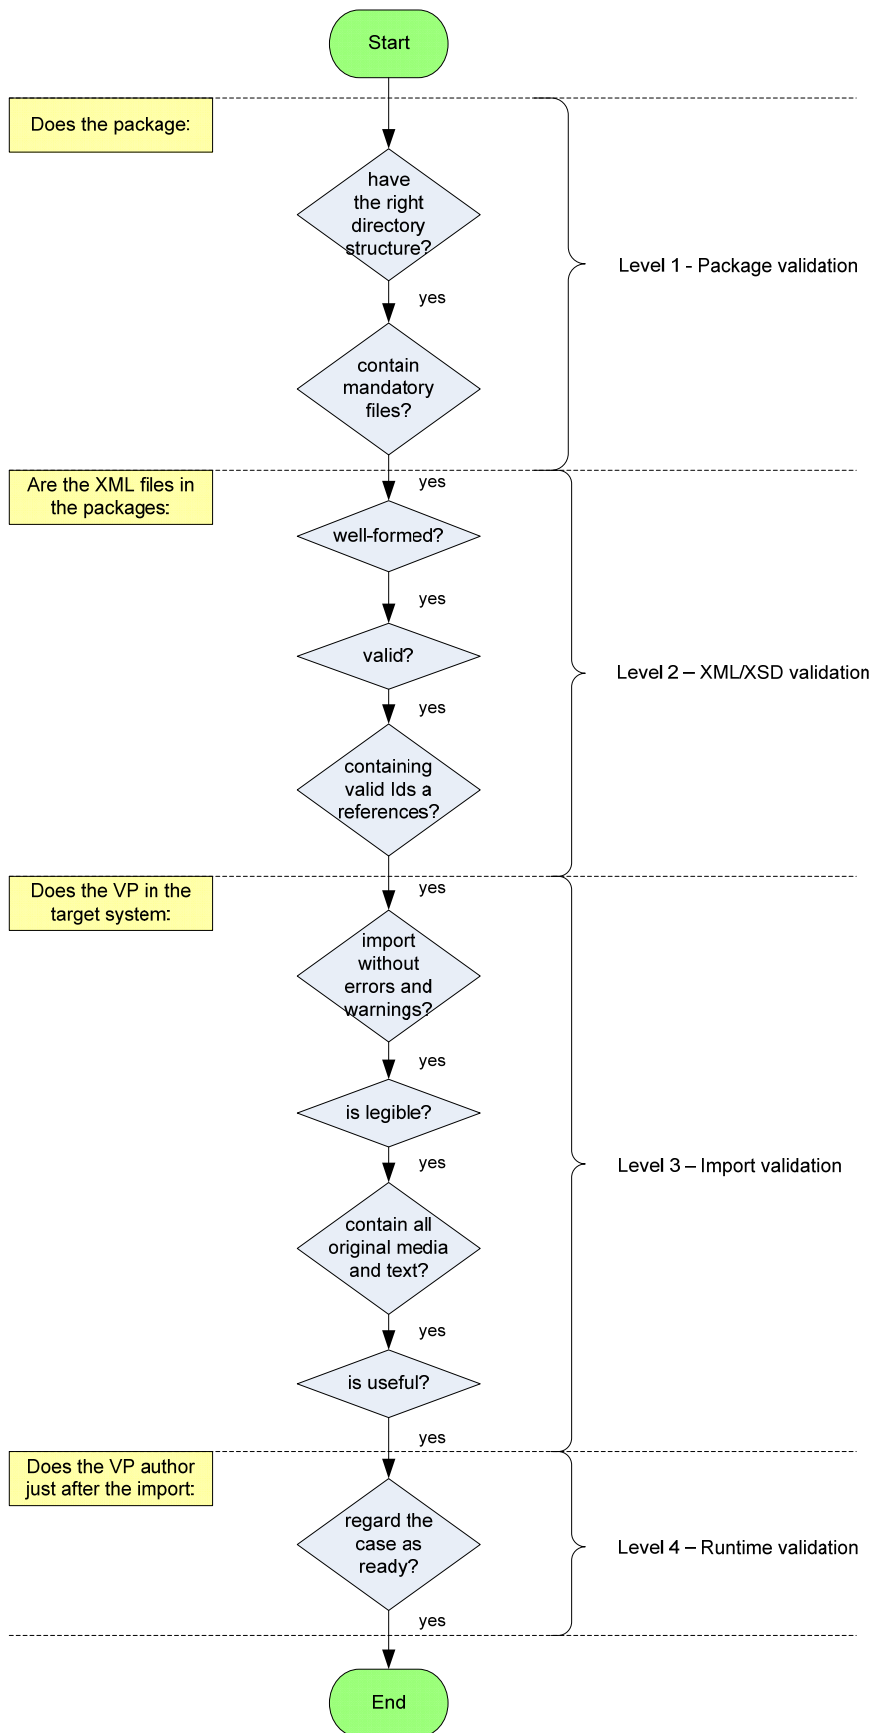 Start
Does the package:
have
the right
directory
structure?
Level 1 - Package validation
yes
contain
mandatory
files?
Are the XML files in
the packages:
yes
well-formed?
yes
valid?
Level 2 – XML/XSD validation
yes
containing
valid Ids a
references?
Does the VP in the
target system:
yes
import
without
errors and
warnings?
yes
is legible?
yes
Level 3 – Import validation
contain all
original media
and text?
yes
is useful?
yes
Does the VP author
just after the import:
regard the
case as
ready?
Level 4 – Runtime validation
yes
End